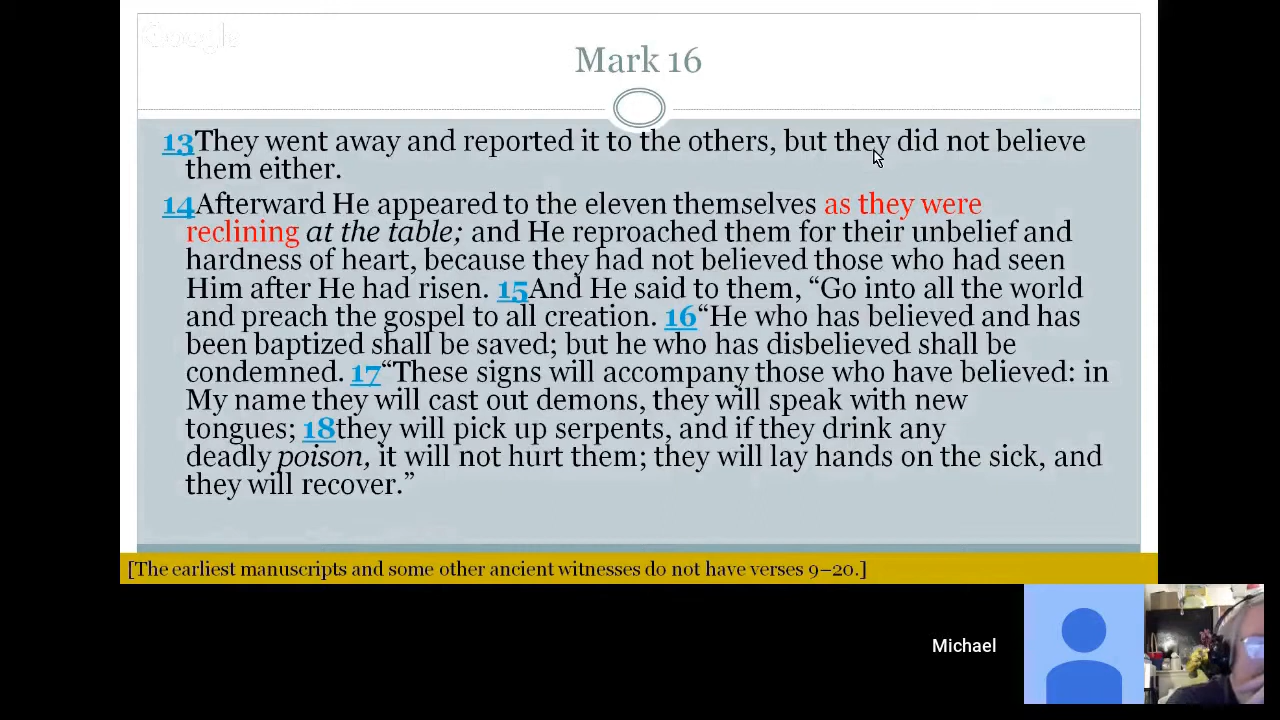 Google
Mark 16
13They went away and reported it to the others, but they did not believe
them either.
14Afterward He appeared to the eleven themselves as they were
reclining at the table; and He reproached them for their unbelief and
hardness of heart, because they had not believed those who had seen
Him after He had risen. 15And He said to them, “Go into all the world
and preach the gospel to all creation. 16“He who has believed and has
been baptized shall be saved; but he who has disbelieved shall be
condemned. 17“These signs will accompany those who have believed: in
My name they will cast out demons, they will speak with new
tongues; 18they will pick up serpents, and if they drink any
deadly poison, it will not hurt them; they will lay hands on the sick, and
they will recover.”
[The earliest manuscripts and some other ancient witnesses do not have verses 9–20.]
Michael